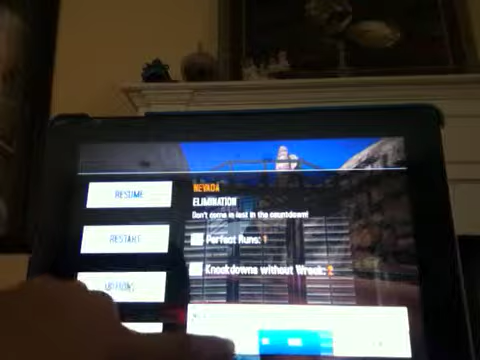 RESUME
NEVADA
ELIMINATION
Don't come in last in the countdown!
RESTART
Perfect Runs: 1
Knockdowns without Wreck: 2
OPTIONS